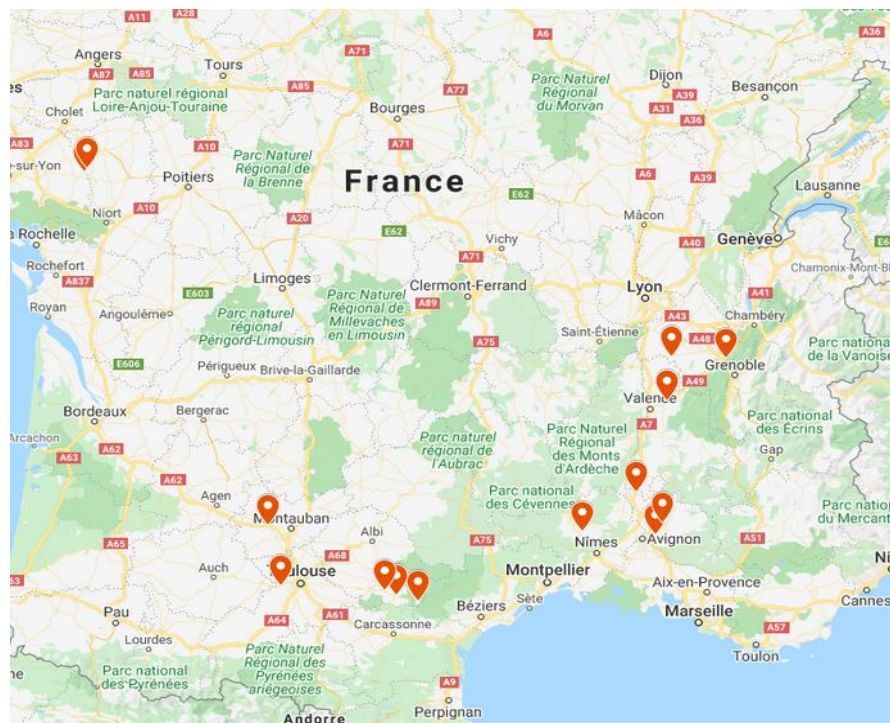 A11
A28
A6
A36
Angers
Tours
A71
Dijon
Besançon
A87
A85
Parc naturel régional
Loire-Anjou-Touraine
A85
A77
Parc Naturel
Régional
du Morvan
A39
A31
A36
Cholet
Bourges
A10
A71
A83
-sur-Yon
Parc Naturel
Régional de
la Brenne
Poitiers
France
E62
A6
A39
Lausanne
Niort
A10
A20
Mâcon
Rochelle
E62
Vichy
A40
Genève
Rochefort
A837
A71
Chamonix-Mont-Bl
Limoges
Clermont-Ferrand
Lyon
A41
E603
Royan
Angoulême
Parc Naturel
Régional de
Millevaches
en Limousin
A89
A43
Chambéry
Parc naturel
régional
Périgord-Limousin
Saint-Étienne
A48
Parc national
de la Vanoise
A75
Grenoble
E606
Périgueux
Brive-la-Gaillarde
A49
Valence
Bordeaux
Bergerac
Parc national
des Écrins
Arcachon
A62
A63
Parc naturel
régional de
l'Aubrac
Parc Naturel
Régional
des Monts
d'Ardèche
A7
Gap
A62
Agen
Parc national
des Cévennes
Parc nat
du Mercant
Montauban
Albi
A65
A68
A75
Nîmes
Avignon
A51
Auch
Toulouse
Montpellier
Ni
63
Aix-en-Provence
Cannes
Pau
A64
A61
Béziers
Sète
Carcassonne
Marseille
A57
Lourdes
Toulon
Parc national
des Pyrénées
Parc Naturel
Régional des
Pyrénées
ariégeoises
A9
Andorre
Perpignan